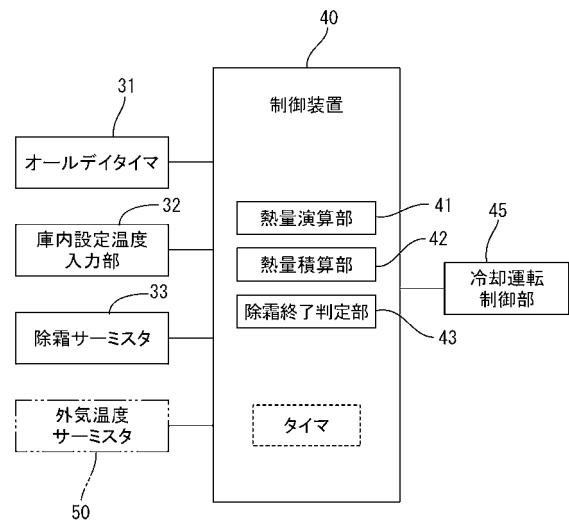 40
制御装置
31
オールデイタイマ
32
庫内設定温度
入力部
33
除霜サーミスタ
外気温度
サーミスタ
50
熱量演算部
41
熱量積算部
42
除霜終了判定部
43
タイマ
45
冷却運転
制御部